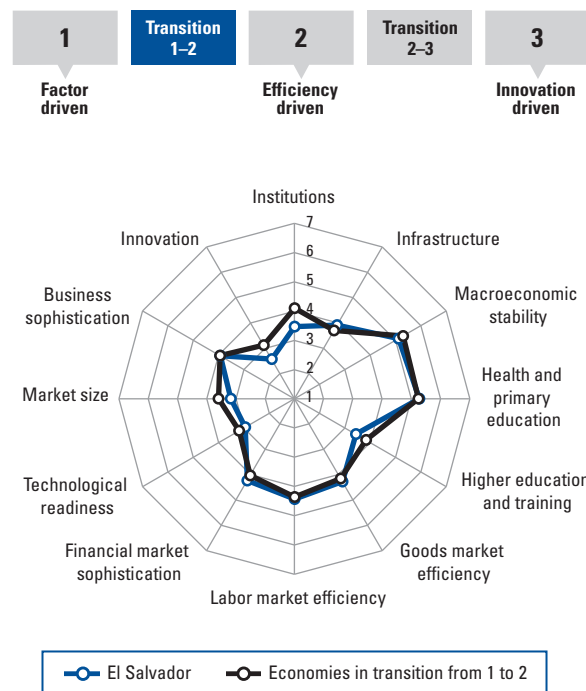 1
Transition
1–2
2
Transition
2–3
3
Factor
driven
Efficiency
driven
Innovation
driven
Institutions
7
6
5
4
3
2
1
Infrastructure
Macroeconomic
stability
Health and
primary
education
Higher education
and training
Goods market
efficiency
Labor market efficiency
Financial market
sophistication
Technological
readiness
Market size
Business
sophistication
Innovation
El Salvador
Economies in transition from 1 to 2